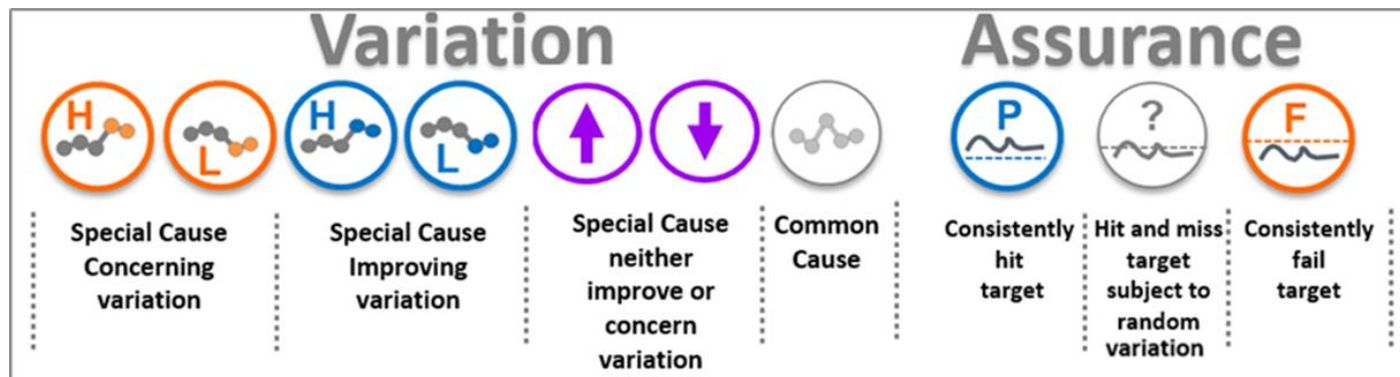 Variation
Assurance
H
L
H
L
P
?
F
Special Cause
Concerning
variation
Special Cause
Improving
variation
Special Cause
neither
improve or
concern
variation
Common
Cause
Consistently
hit
target
Hit and miss
target
subject to
random
variation
Consistently
fail
target